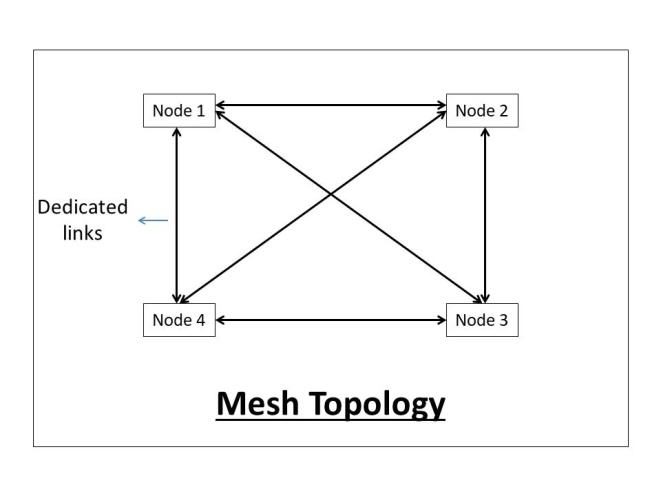 Node 1
Node 2
Dedicated
links
Node 4
Node 3
Mesh Topology